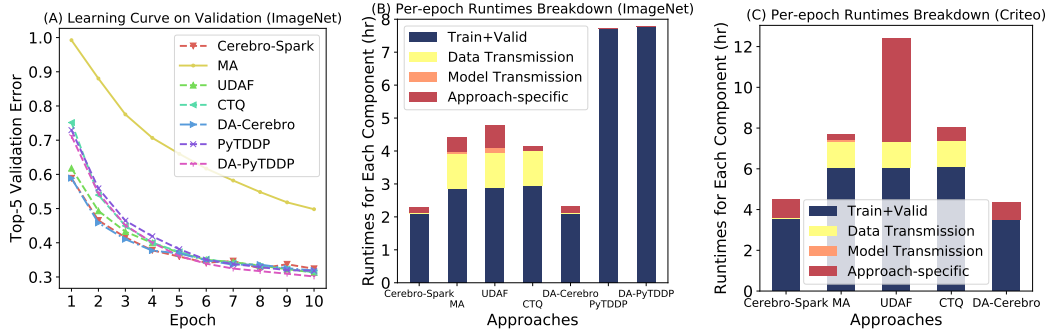 (A) Learning Curve on Validation (ImageNet)
Top-5 Validation Error
1.0
0.9
0.8
0.7
0.6
0.5
0.4
0.3
Cerebro-Spark
MA
UDAF
CTQ
DA-Cerebro
PyTDDP
DA-PyTDDP
1 2 3 4 5 6 7 8 9 10
Epoch
(B) Per-epoch Runtimes Breakdown (ImageNet)
Runtimes for Each Component (hr)
8
7
6
5
4
3
2
1
0
Train+Valid
Data Transmission
Model Transmission
Approach-specific
Cerebro-Spark UDAF DA-Cerebro DA-PyTDDP
MA CTQ PyTDDP
Approaches
(C) Per-epoch Runtimes Breakdown (Criteo)
Runtimes for Each Component (hr)
12
10
8
6
4
2
0
Train+Valid
Data Transmission
Model Transmission
Approach-specific
Cerebro-Spark MA UDAF CTQ DA-Cerebro
Approaches